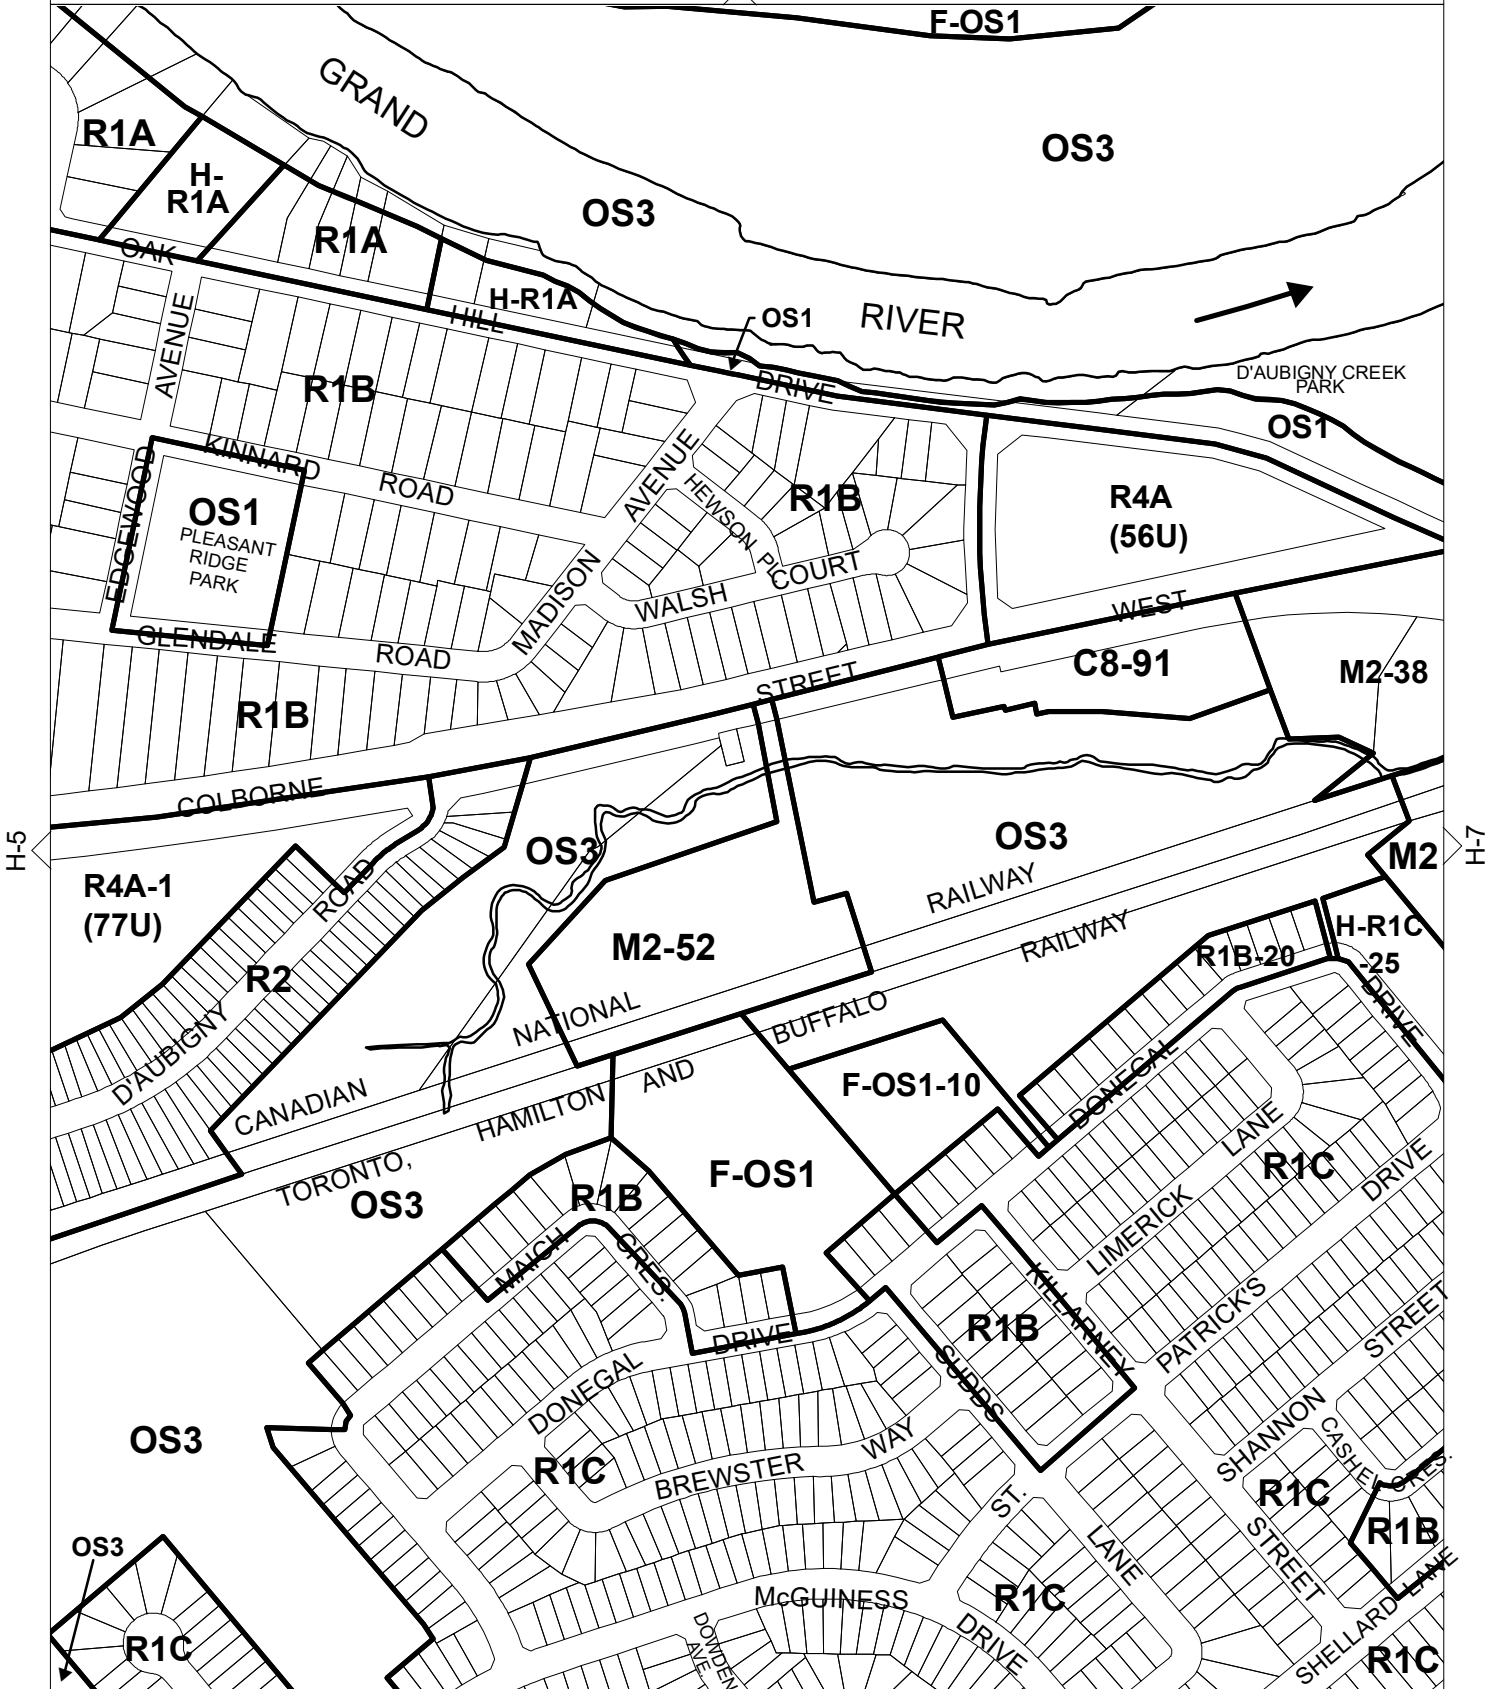 F-OS1
GRAND
OS3
R1A
H-
R1A
OS3
R1A
OAK
H-R1A
HILL
OS1
RIVER
AVENUE
DRIVE
D'AUBIGNY CREEK
PARK
R1B
OS1
KINNARD
ROAD
AVENUE
HEWSON PL.
R1B
R4A
(56U)
EDGEWOOD
OS1
PLEASANT
RIDGE
PARK
MADISON
WALSH
COURT
WEST
GLENDALE
ROAD
STREET
C8-91
M2-38
R1B
COLBORNE
H-5
OS3
OS3
M2
H-7
R4A-1
(77U)
ROAD
RAILWAY
H-R1C
-25
M2-52
RAILWAY
R1B-20
R2
NATIONAL
BUFFALO
DRIVE
D'AUBIGNY
CANADIAN
HAMILTON
AND
F-OS1-10
DONEGAL
LANE
TORONTO,
F-OS1
R1C
DRIVE
OS3
R1B
LIMERICK
MAICH
CRES.
KILLARNEY
R1B
PATRICK'S
STREET
DRIVE
DONEGAL
SUDDS
OS3
R1C
BREWSTER
WAY
SHANNON
CASHEL
CRES.
R1C
ST.
R1B
OS3
LANE
STREET
McGUINESS
R1C
DRIVE
DOWDEN
AVE.
SHELLARD
LANE
R1C
R1C